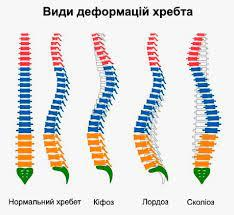 Види деформацій хребта
Нормальний хребет Кіфоз Лордоз Сколіоз